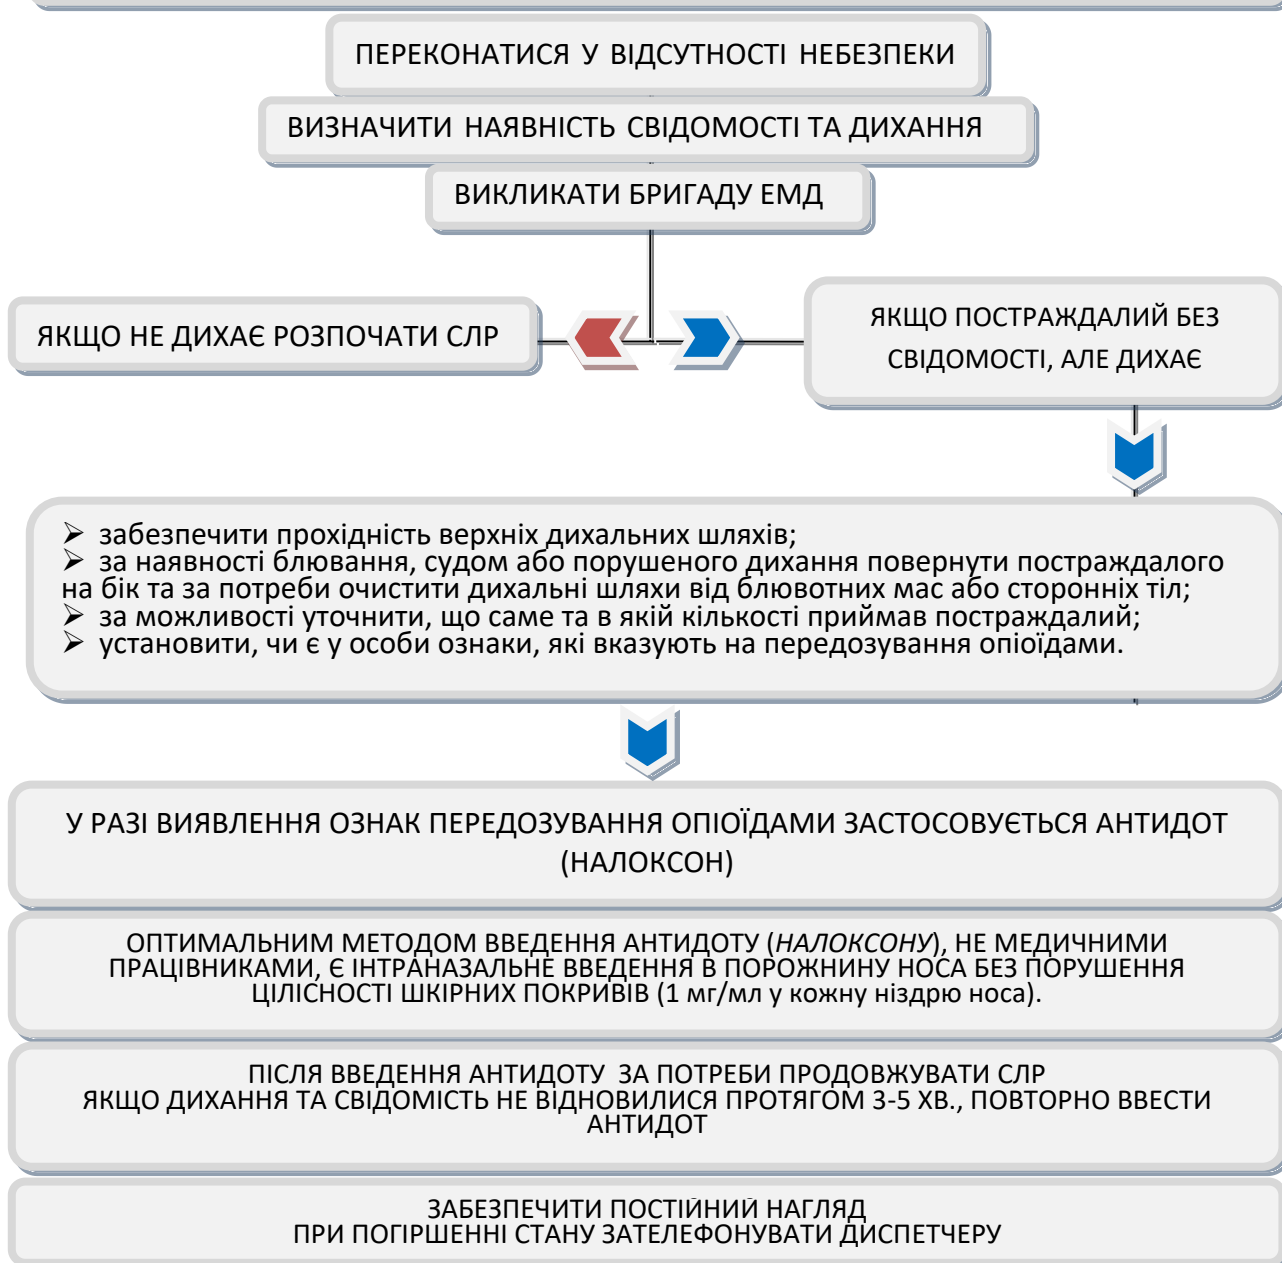 ПЕРЕКОНАТИСЯ У ВІДСУТНОСТІ НЕБЕЗПЕКИ
ВИЗНАЧИТИ НАЯВНІСТЬ СВІДОМОСТІ ТА ДИХАННЯ
ВИКЛИКАТИ БРИГАДУ ЕМД
ЯКЩО НЕ ДИХАЄ РОЗПОЧАТИ СЛР
ЯКЩО ПОСТРАЖДАЛИЙ БЕЗ
СВІДОМОСТІ, АЛЕ ДИХАЄ
➢ забезпечити прохідність верхніх дихальних шляхів;
➢ за наявності блювання, судом або порушеного дихання повернути постраждалого
на бік та за потреби очистити дихальні шляхи від блювотних мас або сторонніх тіл;
➢ за можливості уточнити, що саме та в якій кількості приймав постраждалий;
➢ установити, чи є у особи ознаки, які вказують на передозування опіоїдами.
У РАЗІ ВИЯВЛЕННЯ ОЗНАК ПЕРЕДОЗУВАННЯ ОПІОЇДАМИ ЗАСТОСОВУЄТЬСЯ АНТИДОТ
(НАЛОКСОН)
ОПТИМАЛЬНИМ МЕТОДОМ ВВЕДЕННЯ АНТИДОТУ (НАЛОКСОНУ), НЕ МЕДИЧНИМИ
ПРАЦІВНИКАМИ, Є ІНТРАНАЗАЛЬНЕ ВВЕДЕННЯ В ПОРОЖНИНУ НОСА БЕЗ ПОРУШЕННЯ
ЦІЛІСНОСТІ ШКІРНИХ ПОКРИВІВ (1 мг/мл у кожну ніздрю носа).
ПІСЛЯ ВВЕДЕННЯ АНТИДОТУ ЗА ПОТРЕБИ ПРОДОВЖУВАТИ СЛР
ЯКЩО ДИХАННЯ ТА СВІДОМІСТЬ НЕ ВІДНОВИЛИСЯ ПРОТЯГОМ 3-5 ХВ., ПОВТОРНО ВВЕСТИ
АНТИДОТ
ЗАБЕЗПЕЧИТИ ПОСТІЙНИЙ НАГЛЯД
ПРИ ПОГІРШЕННІ СТАНУ ЗАТЕЛЕФОНУВАТИ ДИСПЕТЧЕРУ